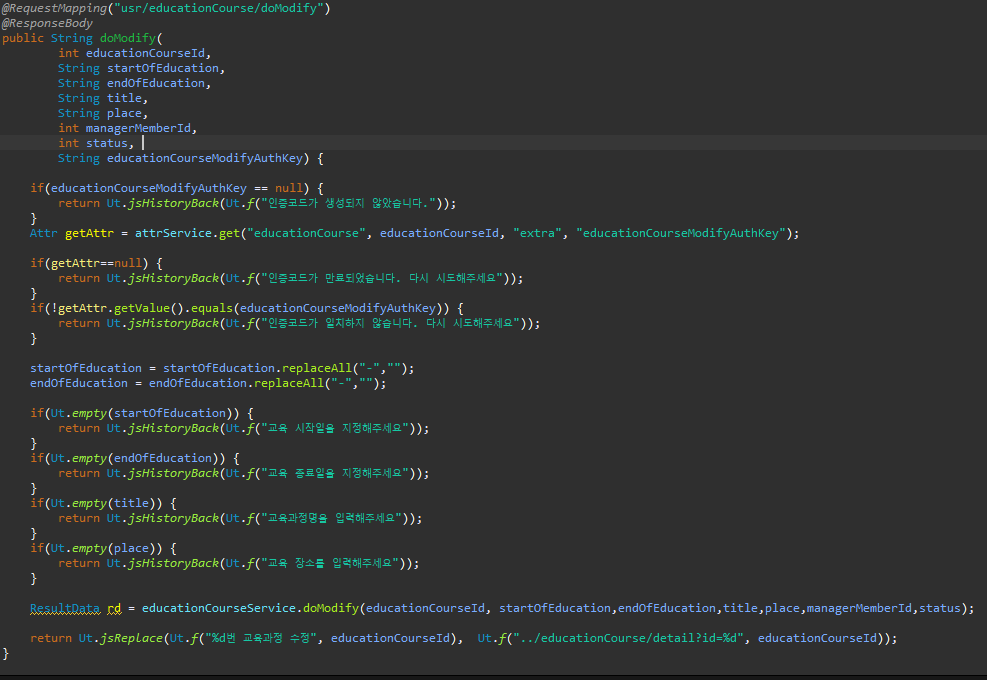 @RequestMapping("usr/educationCourse/doModify")
@ResponseBody
public String doModify(
int educationCourseId,
String startOfEducation,
String endOfEducation,
String title,
String place,
int managerMemberId,
int status,
String educationCourseModifyAuthKey) {
if(educationCourseModifyAuthKey == null) {
return Ut.jsHistoryBack(Ut.f("인증코드가 생성되지 않았습니다."));
}
Attr getAttr = attrService.get("educationCourse", educationCourseId, "extra", "educationCourseModifyAuthKey");
if(getAttr==null) {
return Ut.jsHistoryBack(Ut.f("인증코드가 만료되었습니다. 다시 시도해주세요"));
}
if(!getAttr.getValue().equals(educationCourseModifyAuthKey)) {
return Ut.jsHistoryBack(Ut.f("인증코드가 일치하지 않습니다. 다시 시도해주세요"));
}
startOfEducation = startOfEducation.replaceAll("-","");
endOfEducation = endOfEducation.replaceAll("-","");
if(Ut.empty(startOfEducation)) {
return Ut.jsHistoryBack(Ut.f("교육 시작일을 지정해주세요"));
}
if(Ut.empty(endOfEducation)) {
return Ut.jsHistoryBack(Ut.f("교육 종료일을 지정해주세요"));
}
if(Ut.empty(title)) {
return Ut.jsHistoryBack(Ut.f("교육과정명을 입력해주세요"));
}
if(Ut.empty(place)) {
return Ut.jsHistoryBack(Ut.f("교육 장소를 입력해주세요"));
}
ResultData rd = educationCourseService.doModify(educationCourseId, startOfEducation,endOfEducation,title,place,managerMemberId,status);
return Ut.jsReplace(Ut.f("%d번 교육과정 수정", educationCourseId), Ut.f("../educationCourse/detail?id=%d", educationCourseId));
}